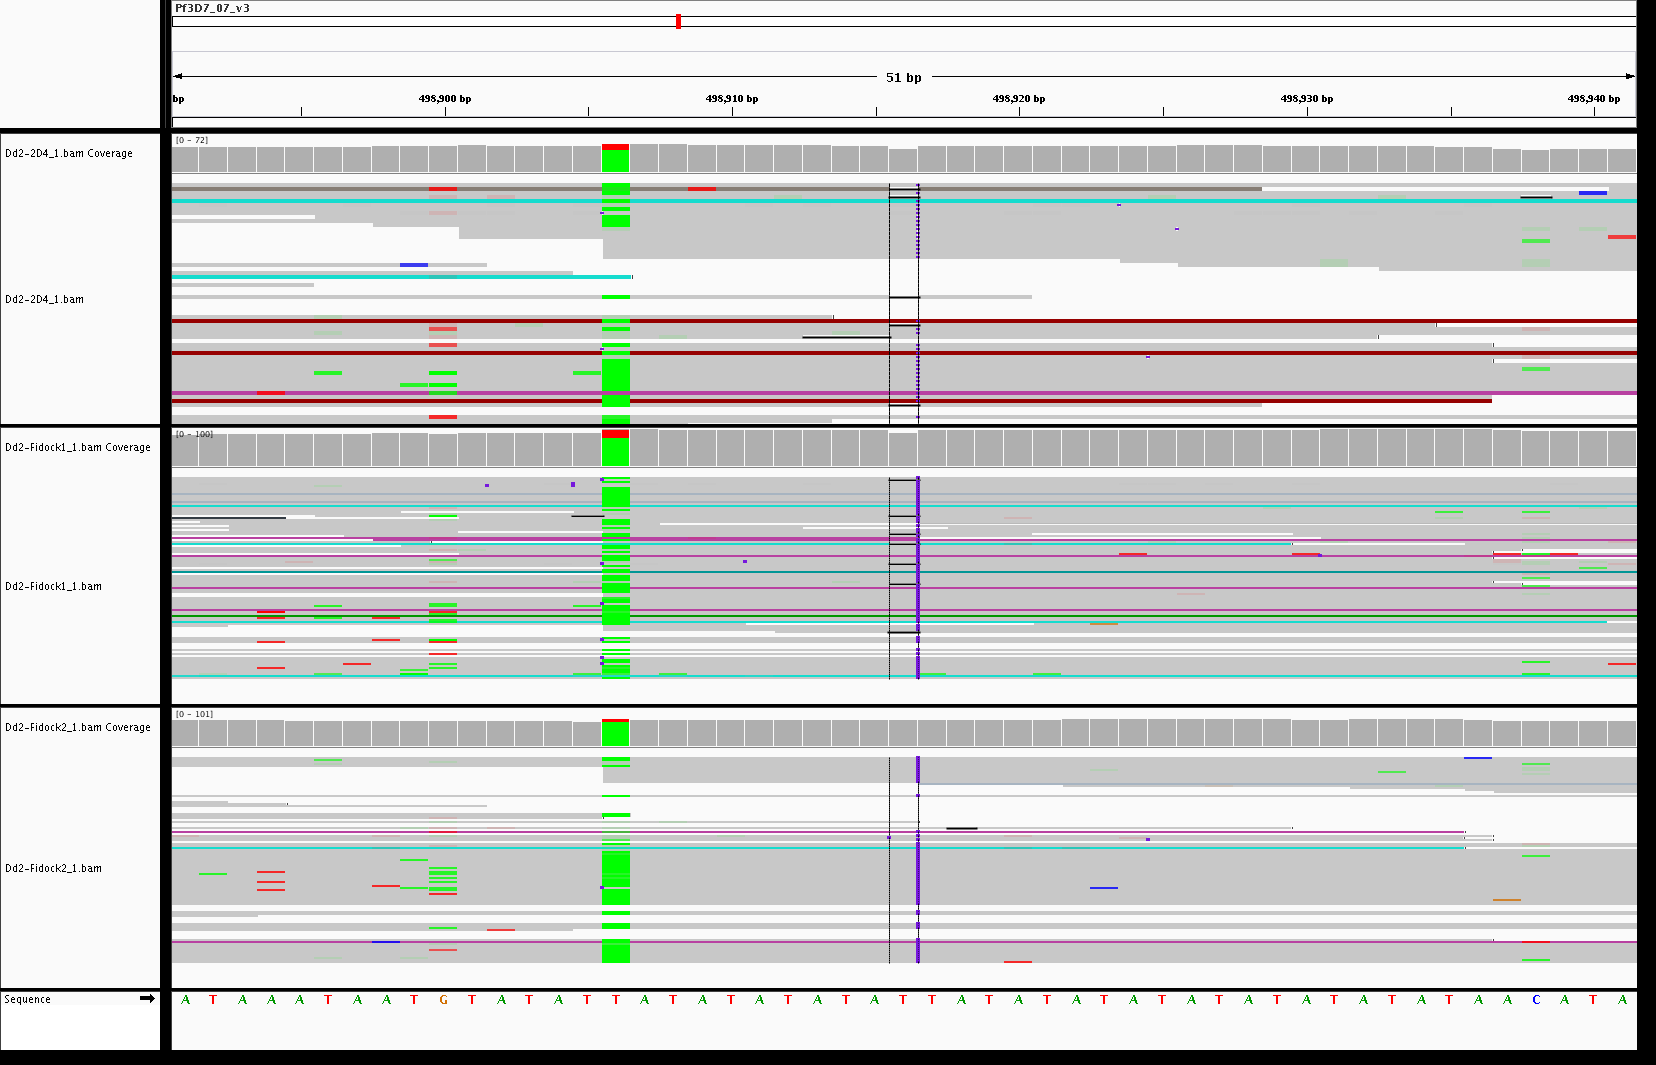 Pf3D7_07_v3
51 bp
bp 498,900 bp 498,910 bp 498,920 bp 498,930 bp 498,940 bp
[0 - 72]
Dd2-2D4_1.bam Coverage
Dd2-2D4_1.bam
[0 - 100]
Dd2-Fidock1_1.bam Coverage
Dd2-Fidock1_1.bam
[0 - 101]
Dd2-Fidock2_1.bam Coverage
Dd2-Fidock2_1.bam
Sequence A T A A A T A A T G T A T A T T A T A T A T A T A T T A T A T A T A T A T A T A T A T A A C A T A